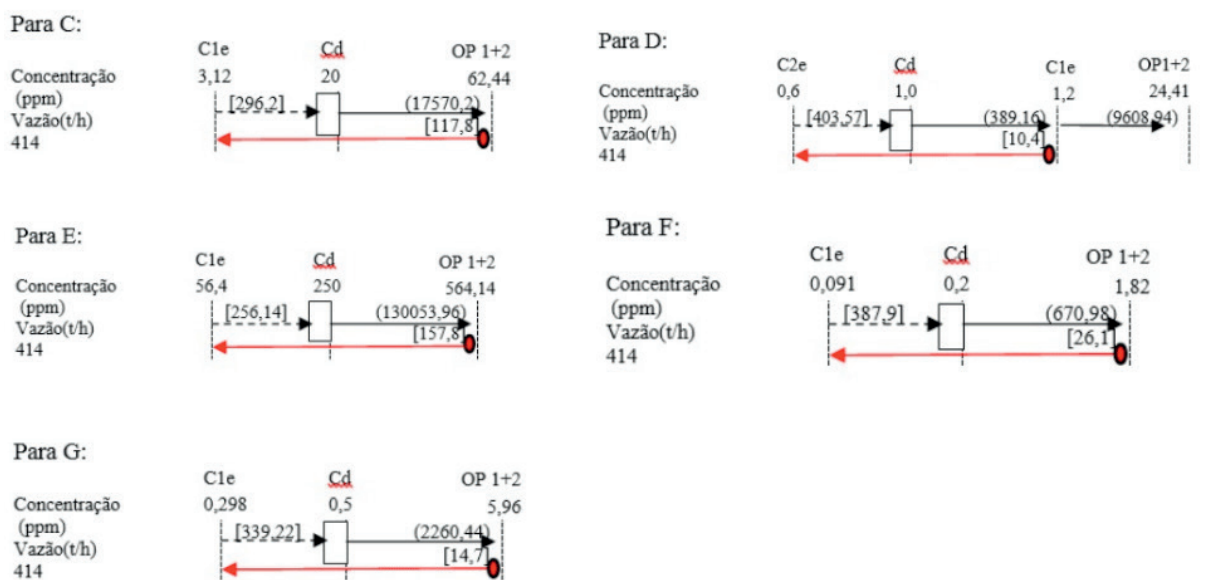 Para C:
C1e Cd OP 1+2
Concentração 3,12 20 62,44
(ppm) [296,2] (17570,2)
Vazão(t/h) [117,8]
414
Para D:
C2e Cd C1e OP1+2
Concentração 0,6 1,0 1,2 24,41
(ppm) [403,57] (389,16) (9608,94)
Vazão(t/h) [10,4]
414
Para E:
C1e Cd OP 1+2
Concentração 56,4 250 564,14
(ppm) [256,14] (130053,96)
Vazão(t/h) [157,8]
414
Para F:
C1e Cd OP 1+2
Concentração 0,091 0,2 1,82
(ppm) [387,9] (670,98)
Vazão(t/h) [26,1]
414
Para G:
C1e Cd OP 1+2
Concentração 0,298 0,5 5,96
(ppm) [339,22] (2260,44)
Vazão(t/h) [14,7]
414